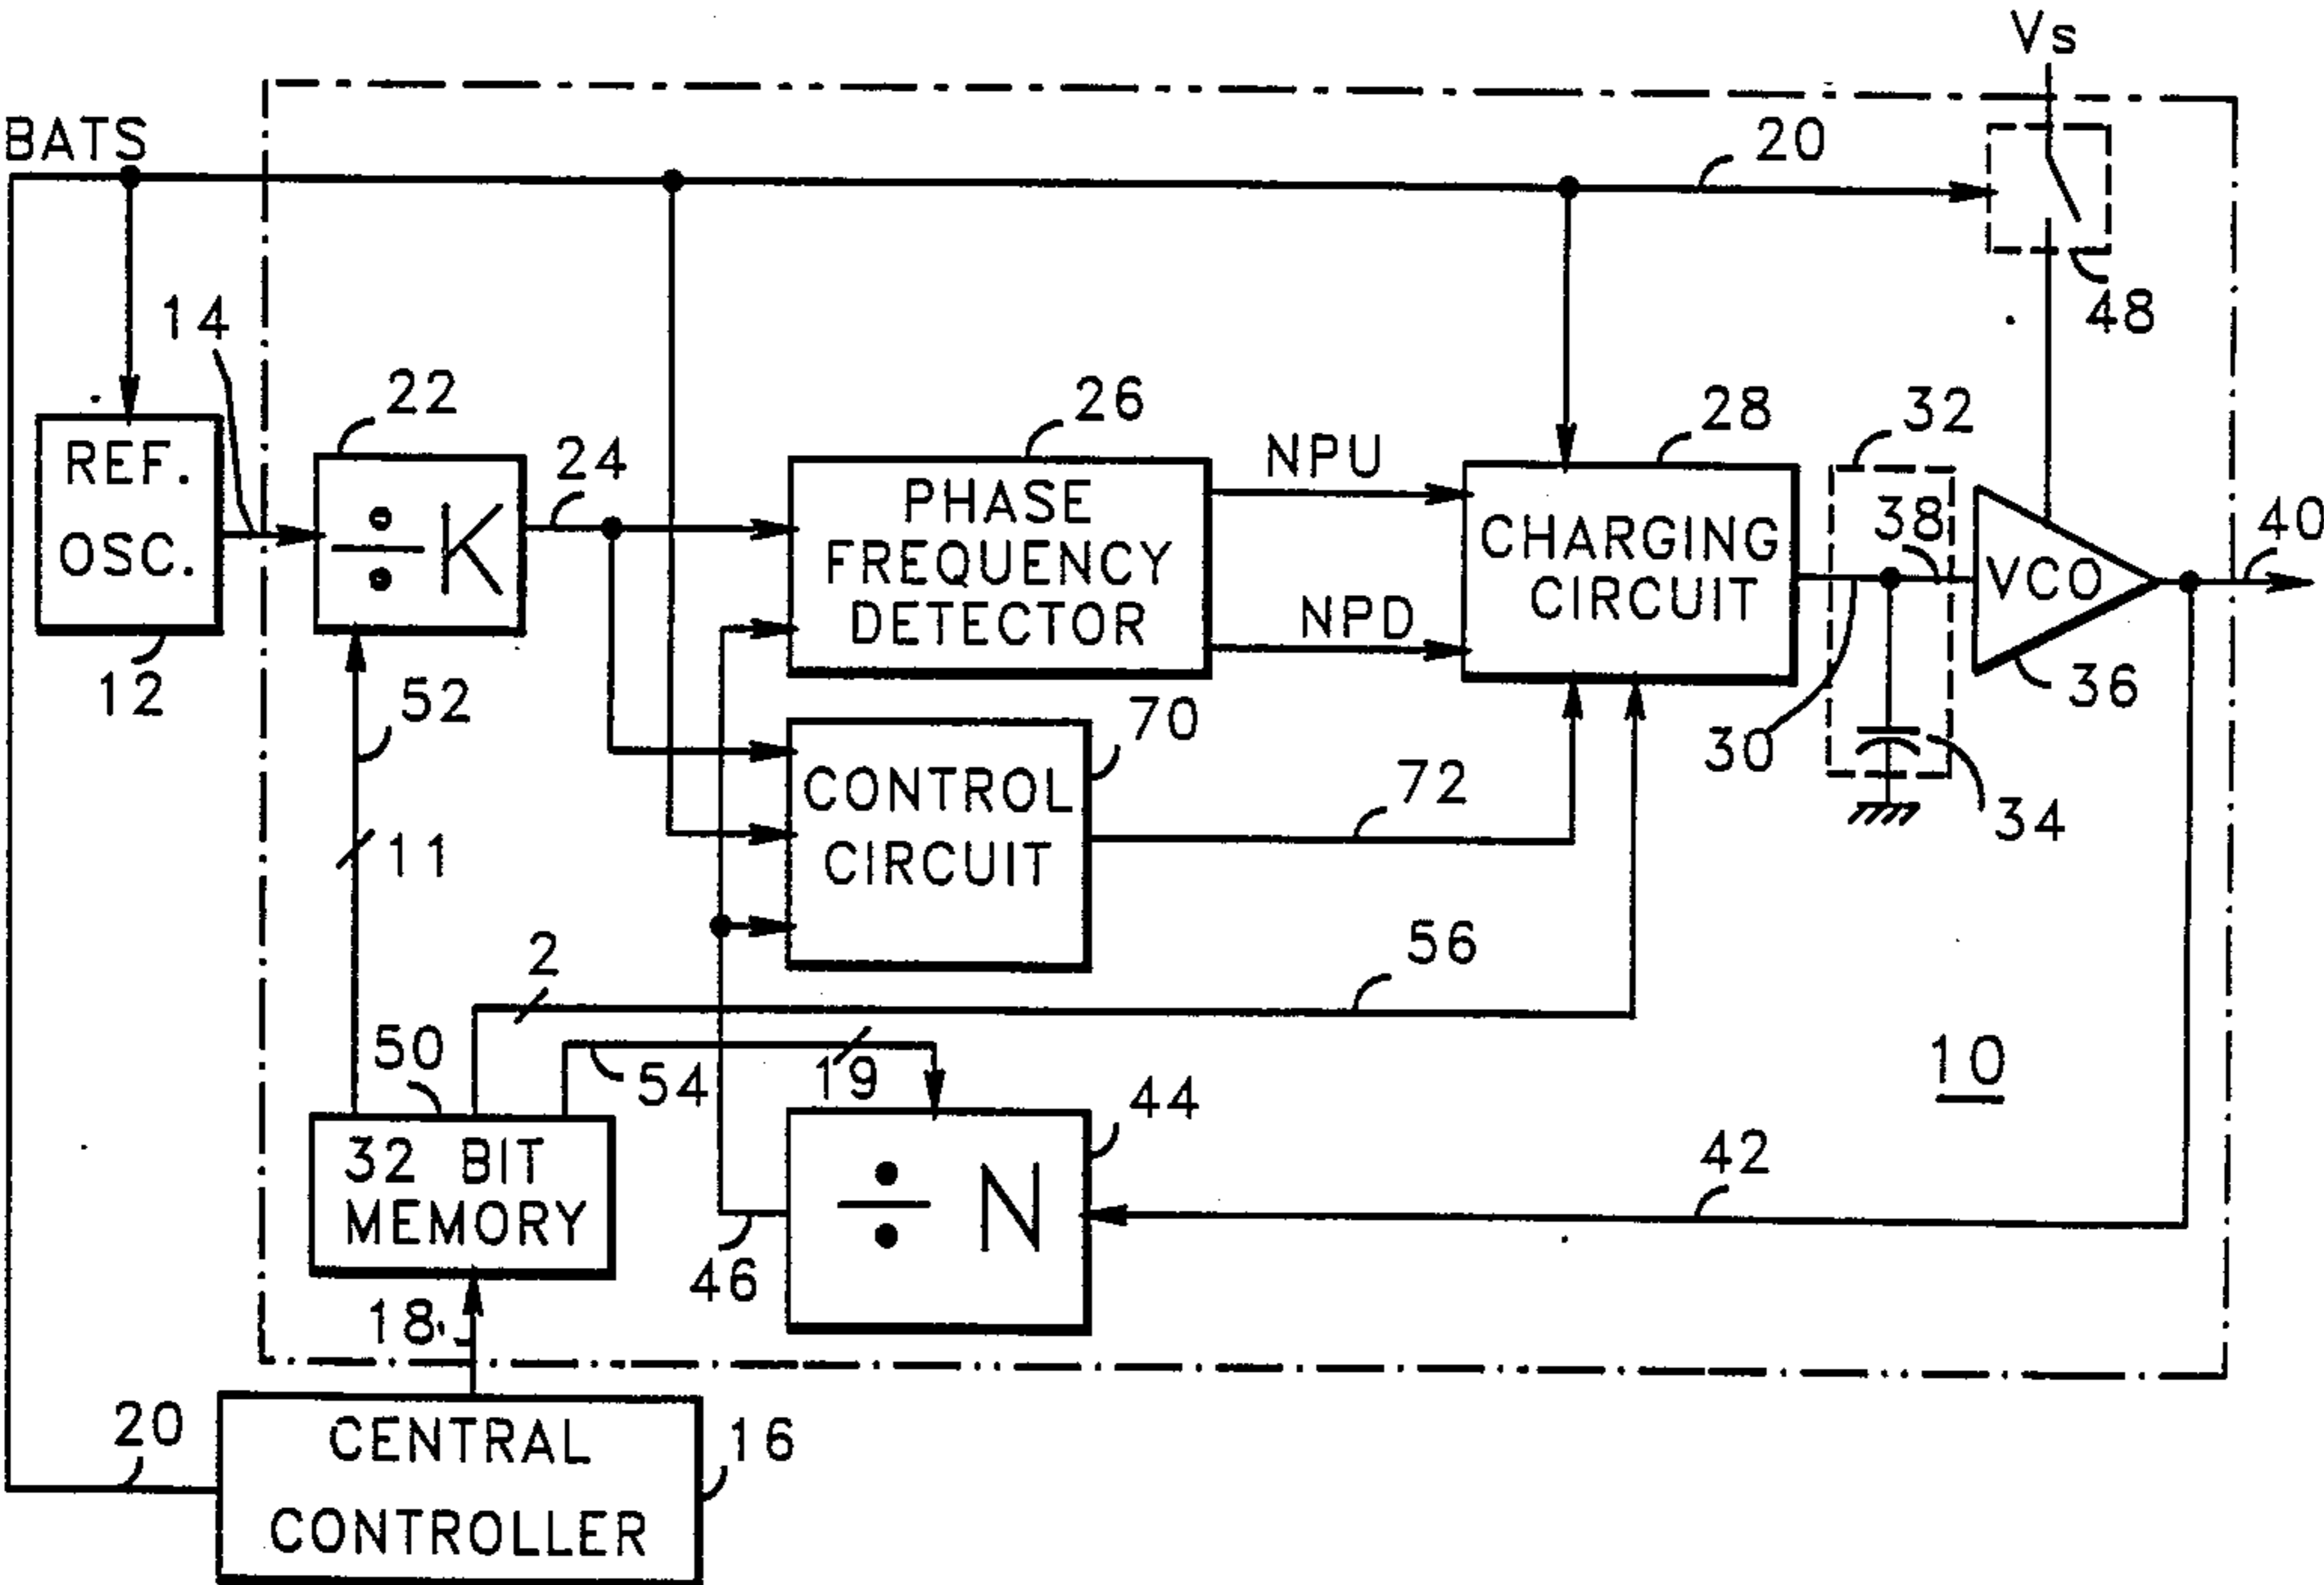 Vs
BATS
20
48
14
22
24
26
NPU
28
32
38
40
REF.
OSC.
12
÷ K
PHASE
FREQUENCY
DETECTOR
NPD
CHARGING
CIRCUIT
VCO
36
30
34
52
11
70
CONTROL
CIRCUIT
72
2
56
50
54
19
44
10
32 BIT
MEMORY
46
÷ N
42
18
20
CENTRAL
CONTROLLER
16